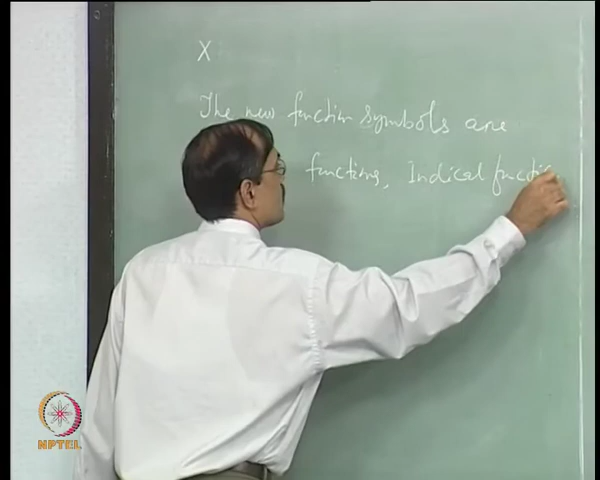 X
The new function symbols are
functions, Indical functi
NPTEL